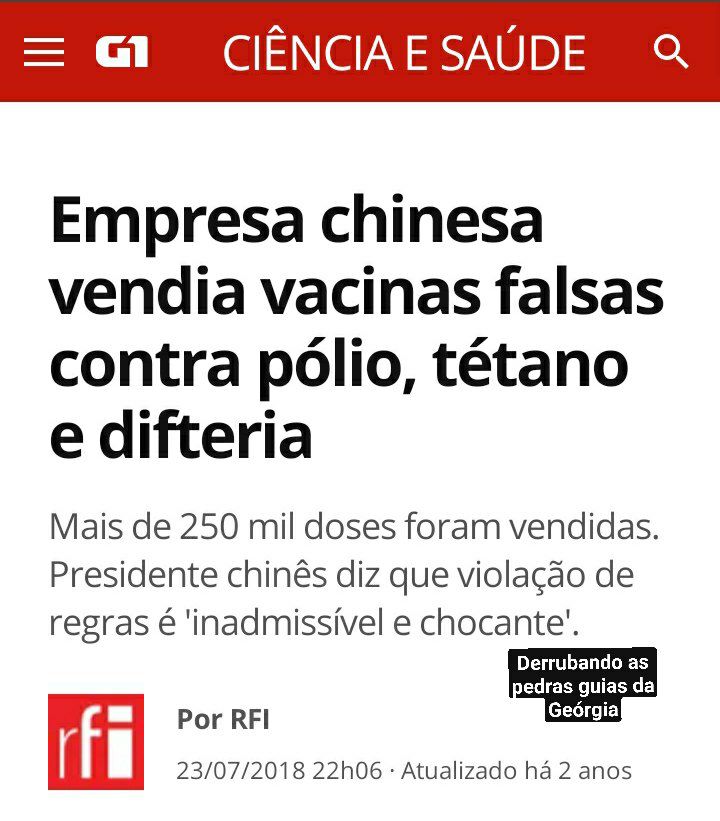 G1 CIÊNCIA E SAÚDE
Empresa chinesa
vendia vacinas falsas
contra pólio, tétano
e difteria
Mais de 250 mil doses foram vendidas.
Presidente chinês diz que violação de
regras é 'inadmissível e chocante'.
Derrubando as
pedras guias da
Geórgia
rfi
Por RFI
23/07/2018 22h06 · Atualizado há 2 anos